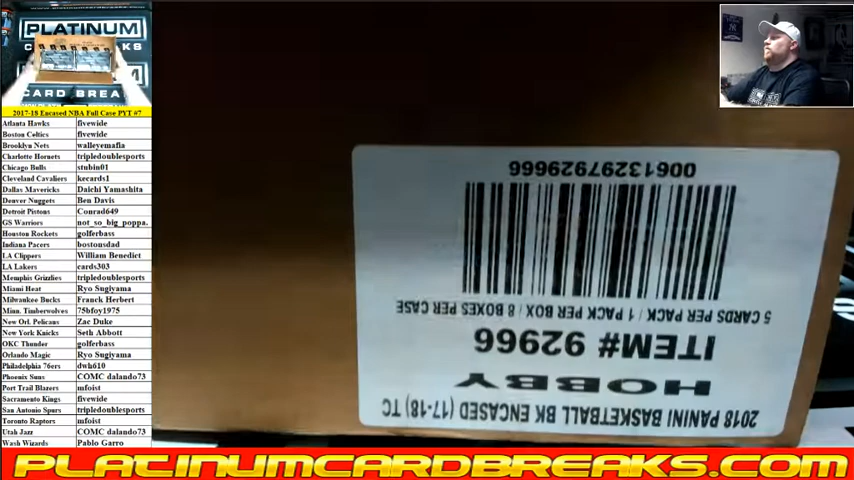 PLATINUM
CARD BREA
2017-18 Encased NBA Full Case PYT #7
Atlanta Hawks fivewide
Boston Celtics fivewide
Brooklyn Nets walleyemafia
Charlotte Hornets tripledoublesports
Chicago Bulls stubin01
Cleveland Cavaliers kecards1
Dallas Mavericks Daichi Yamashita
Denver Nuggets Ben Davis
Detroit Pistons Conrad649
GS Warriors not_so_big_poppa.
Houston Rockets golferbass
Indiana Pacers bostonsdad
LA Clippers William Benedict
LA Lakers cards303
Memphis Grizzlies tripledoublesports
Miami Heat Ryo Sugiyama
Milwaukee Bucks Franck Herbert
Minn. Timberwolves 75bfoy1975
New Orl. Pelicans Zac Duke
New York Knicks Seth Abbott
OKC Thunder golferbass
Orlando Magic Ryo Sugiyama
Philadelphia 76ers dwh610
Phoenix Suns COMC dalando73
Port Trail Blazers mfoist
Sacramento Kings fivewide
San Antonio Spurs tripledoublesports
Toronto Raptors mfoist
Utah Jazz COMC dalando73
Wash Wizards Pablo Garro
2018 PANINI BASKETBALL BK ENCASED (17-18) TC
HOBBY
ITEM# 92966
5 CARDS PER PACK / 1 PACK PER BOX / 8 BOXES PER CASE
00613297929666
PLATINUMCARDBREAKS.COM